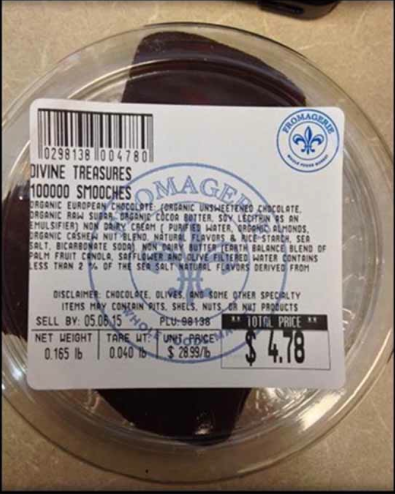 FROMAGERIE
WHOLE FOODS MARKET
0298138 004780
DIVINE TREASURES
100000 SMOOCHES
FROMAGERIE
ORGANIC EUROPEAN CHOCOLATE: (ORGANIC UNSWEETENED CHOCOLATE,
ORGANIC RAW SUGAR, ORGANIC COCOA BUTTER, SOY LECITHIN AS AN
EMULSIFIER) NON DAIRY CREAM ( PURIFIED WATER, ORGANIC ALMONDS,
ORGANIC CASHEW NUT BLEND, NATURAL FLAVORS & RICE STARCH, SEA
SALT, BICARBONATE SODA), NON DAIRY BUTTER (EARTH BALANCE BLEND OF
PALM FRUIT CANOLA, SAFFLOWER AND OLIVE FILTERED WATER CONTAINS
LESS THAN 2 % OF THE SEA SALT NATURAL FLAVORS DERIVED FROM
DISCLAIMER: CHOCOLATE, OLIVES, AND SOME OTHER SPECIALTY
ITEMS MAY CONTAIN PITS, SHELS, NUTS, OR NUT PRODUCTS
SELL BY: 05.06.15 PLU: 98138 ** TOTAL PRICE **
NET WEIGHT TARE WT UNIT PRICE
0.165 lb 0.040 lb $ 28.99/lb $ 4.78